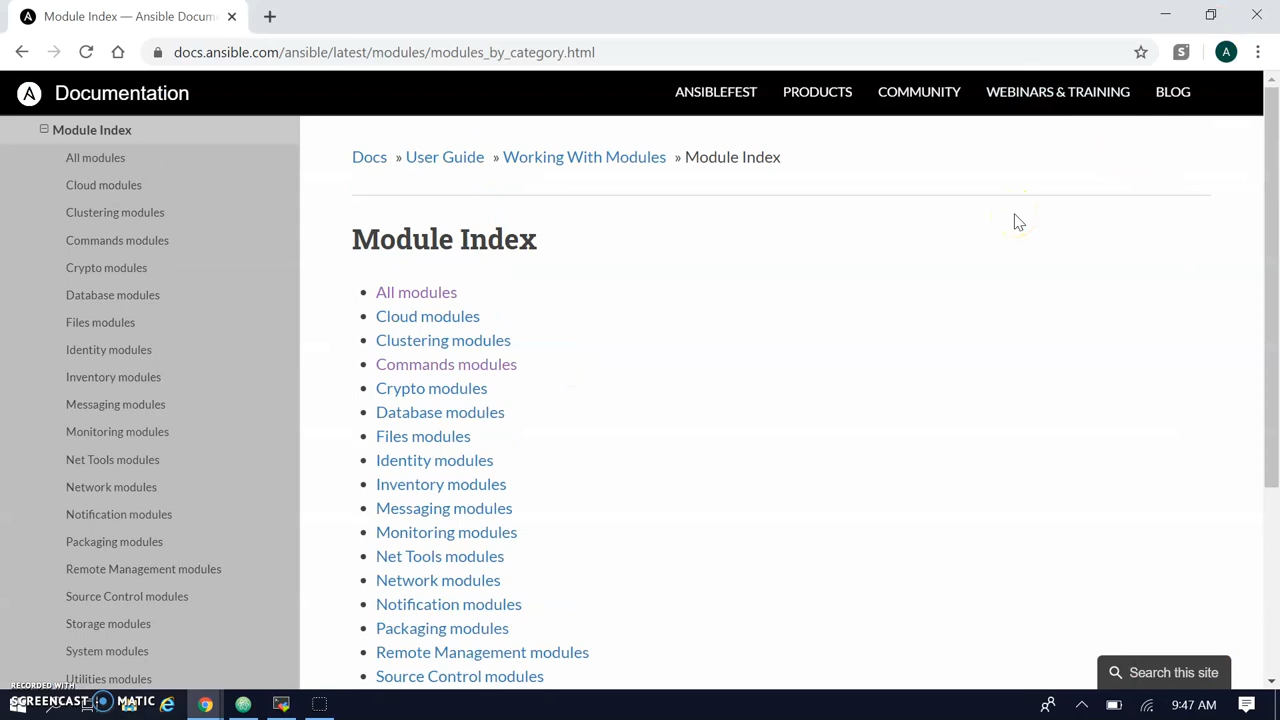 Module Index — Ansible Docum
docs.ansible.com/ansible/latest/modules/modules_by_category.html
A
Documentation
ANSIBLEFEST
PRODUCTS
COMMUNITY
WEBINARS & TRAINING
BLOG
Module Index
All modules
Cloud modules
Clustering modules
Commands modules
Crypto modules
Database modules
Files modules
Identity modules
Inventory modules
Messaging modules
Monitoring modules
Net Tools modules
Network modules
Notification modules
Packaging modules
Remote Management modules
Source Control modules
Storage modules
System modules
Utilities modules
Docs » User Guide » Working With Modules » Module Index
Module Index
All modules
Cloud modules
Clustering modules
Commands modules
Crypto modules
Database modules
Files modules
Identity modules
Inventory modules
Messaging modules
Monitoring modules
Net Tools modules
Network modules
Notification modules
Packaging modules
Remote Management modules
Source Control modules
Search this site
RECORDED WITH
SCREENCAST MATIC
9:47 AM